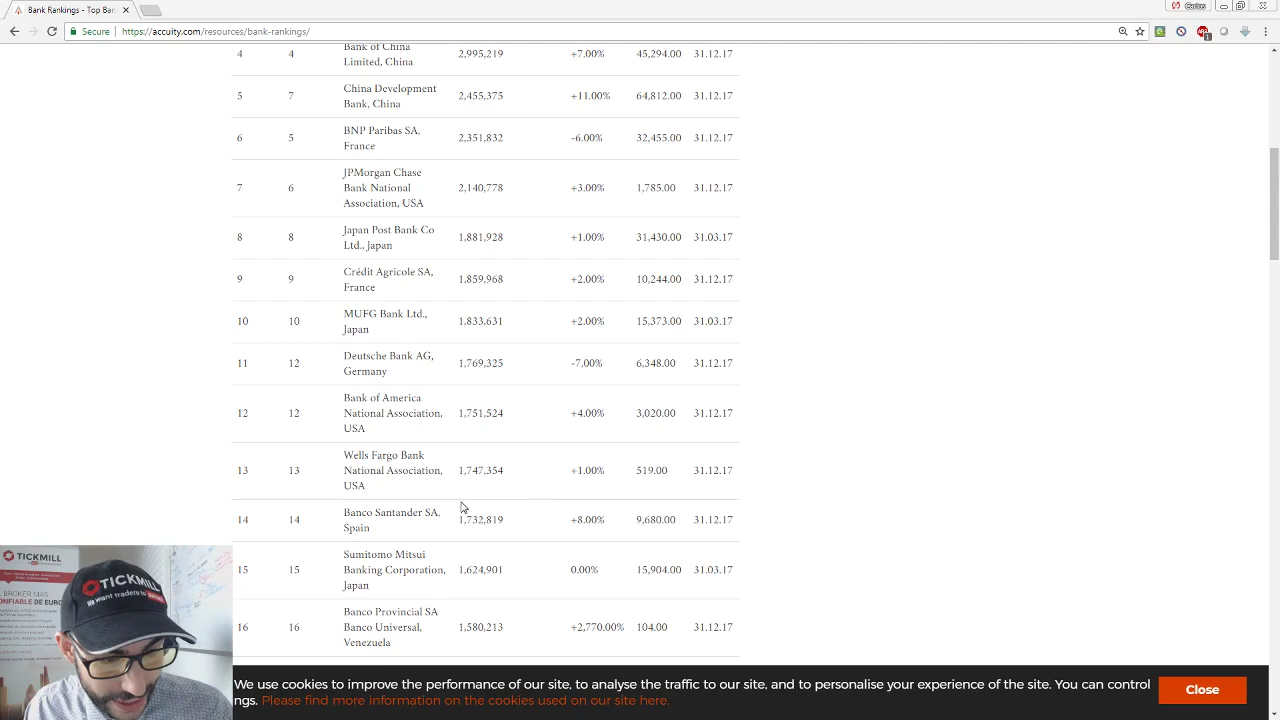 Bank Rankings - Top Ban
Carlos
Secure
https://accuity.com/resources/bank-rankings/
4 4 Bank of China 2,995,219 +7.00% 45,294.00 31.12.17
Limited, China
5 7 China Development 2,455,375 +11.00% 64,812.00 31.12.17
Bank, China
6 5 BNP Paribas SA, 2,351,832 -6.00% 32,455.00 31.12.17
France
7 6 JPMorgan Chase 2,140,778 +3.00% 1,785.00 31.12.17
Bank National
Association, USA
8 8 Japan Post Bank Co 1,881,928 +1.00% 31,430.00 31.03.17
Ltd., Japan
9 9 Crédit Agricole SA, 1,859,968 +2.00% 10,244.00 31.12.17
France
10 10 MUFG Bank Ltd., 1,833,631 +2.00% 15,373.00 31.03.17
Japan
11 12 Deutsche Bank AG, 1,769,325 -7.00% 6,348.00 31.12.17
Germany
12 12 Bank of America 1,751,524 +4.00% 3,020.00 31.12.17
National Association,
USA
13 13 Wells Fargo Bank 1,747,354 +1.00% 519.00 31.12.17
National Association,
USA
14 14 Banco Santander SA, 1,732,819 +8.00% 9,680.00 31.12.17
Spain
15 15 Sumitomo Mitsui 1,624,901 0.00% 15,904.00 31.03.17
Banking Corporation,
Japan
16 16 Banco Provincial SA 1,580,213 +2,770.00% 104.00 31.12.17
Banco Universal,
Venezuela
We use cookies to improve the performance of our site, to analyse the traffic to our site, and to personalise your experience of the site. You can control
ngs. Please find more information on the cookies used on our site here.
Close
TICKMILL
L BROKER MAS
ONFIABLE DE EURO
TICKMILL
We want traders to